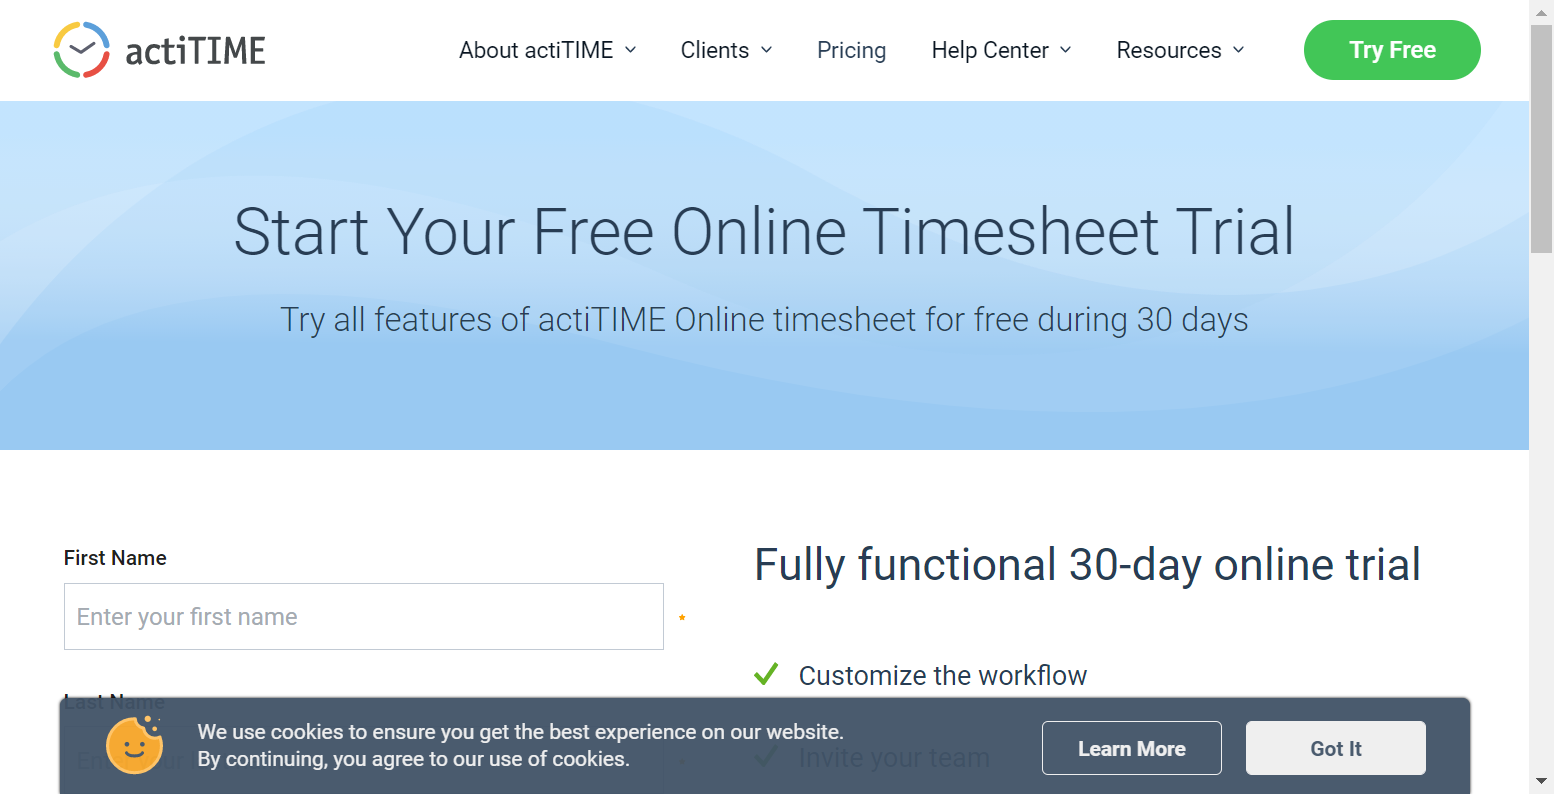 actiTIME
About actiTIME
Clients
Pricing
Help Center
Resources
Try Free
Start Your Free Online Timesheet Trial
Try all features of actiTIME Online timesheet for free during 30 days
First Name
Enter your first name
*
Last Name
Fully functional 30-day online trial
Customize the workflow
Invite your team
We use cookies to ensure you get the best experience on our website.
By continuing, you agree to our use of cookies.
Learn More
Got It